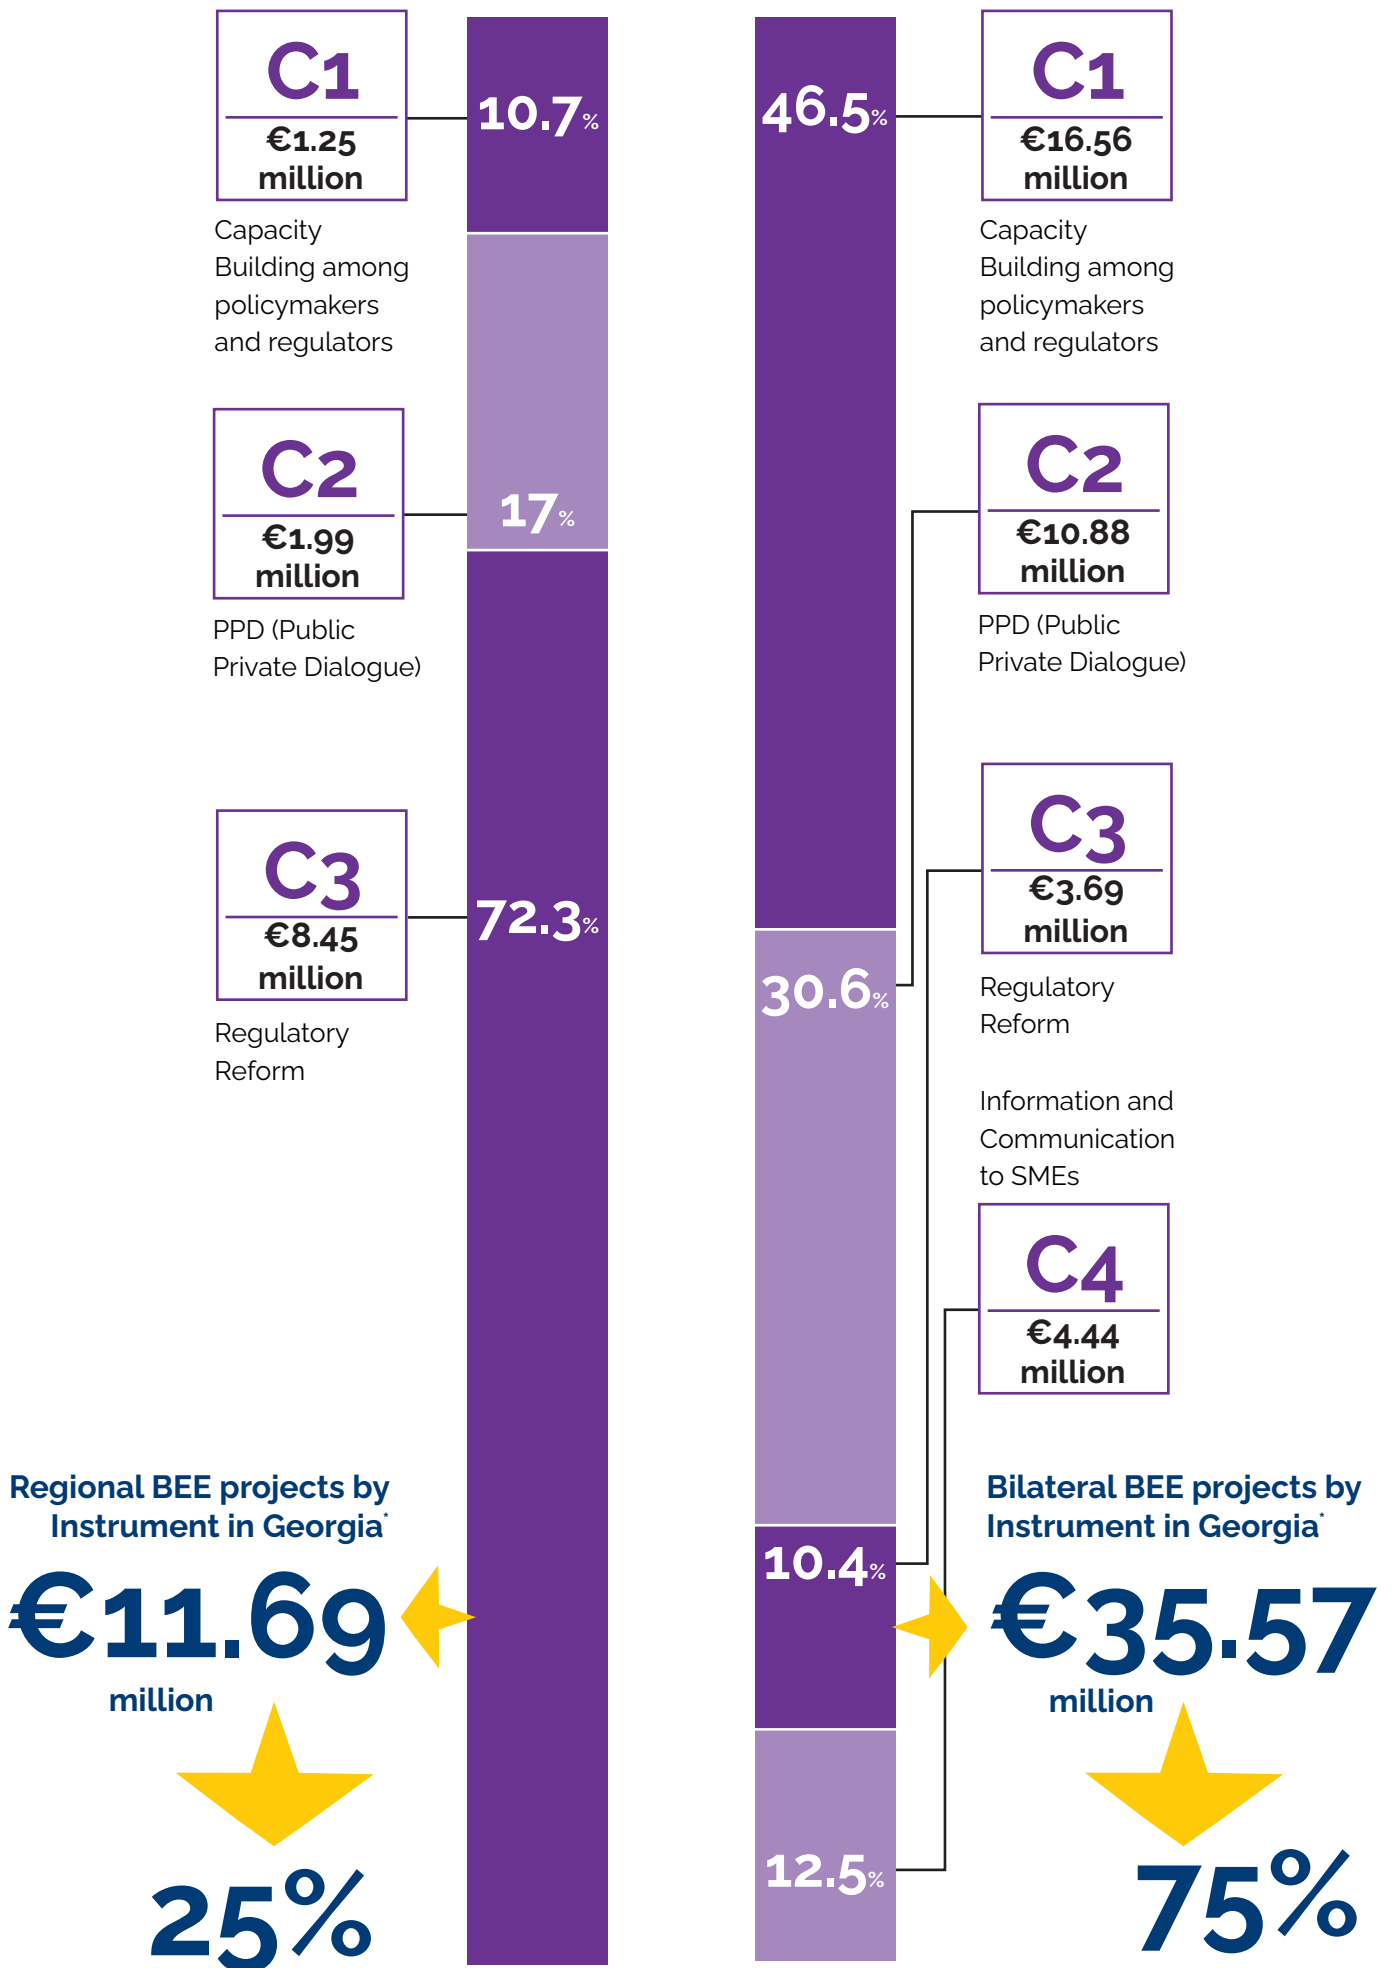 C1
€1.25
million
Capacity
Building among
policymakers
and regulators
10.7%
C2
€1.99
million
PPD (Public
Private Dialogue)
17%
C3
€8.45
million
Regulatory
Reform
72.3%
Regional BEE projects by
Instrument in Georgia*
€11.69
million
25%
46.5%
C1
€16.56
million
Capacity
Building among
policymakers
and regulators
C2
€10.88
million
PPD (Public
Private Dialogue)
30.6%
C3
€3.69
million
Regulatory
Reform
10.4%
Information and
Communication
to SMEs
C4
€4.44
million
12.5%
Bilateral BEE projects by
Instrument in Georgia*
€35.57
million
75%